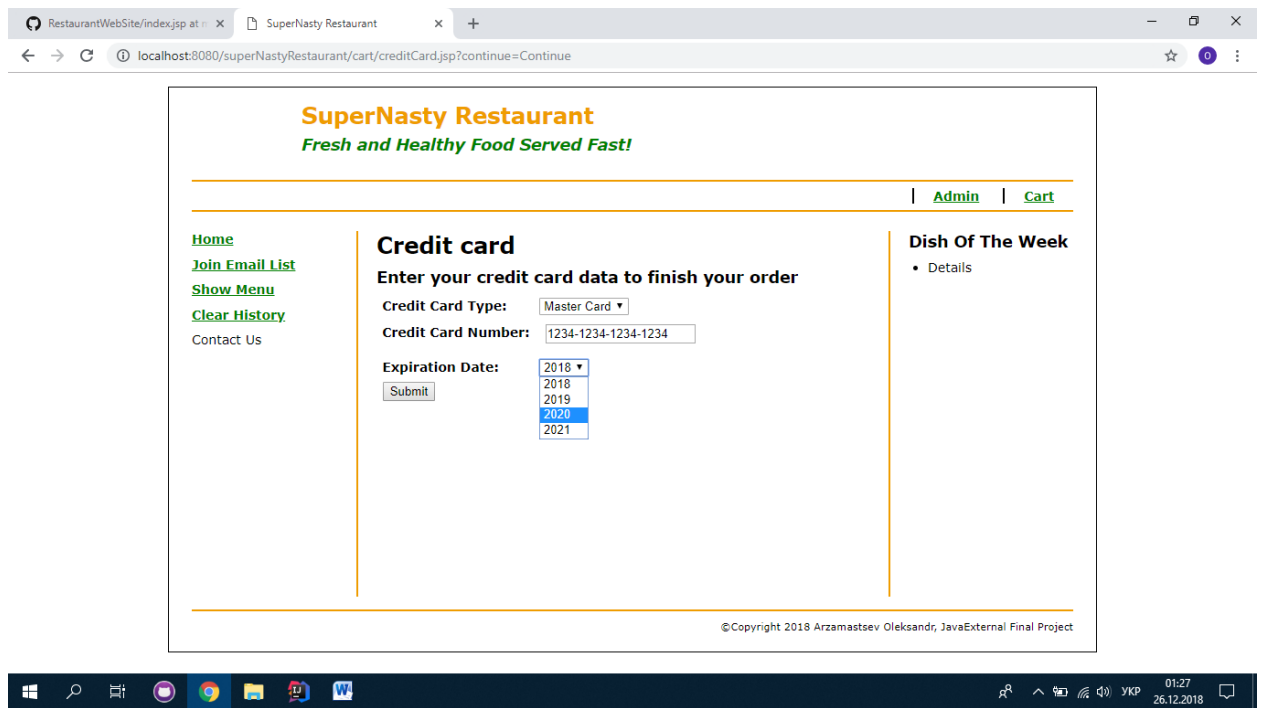 RestaurantWebSite/index.jsp at
SuperNasty Restaurant
localhost:8080/superNastyRestaurant/cart/creditCard.jsp?continue=Continue
O
SuperNasty Restaurant
Fresh and Healthy Food Served Fast!
Admin
Cart
Home
Join Email List
Show Menu
Clear History
Contact Us
Credit card
Enter your credit card data to finish your order
Credit Card Type: Master Card
Credit Card Number: 1234-1234-1234-1234
Expiration Date: 2018
Submit
2018
2019
2020
2021
Dish Of The Week
• Details
©Copyright 2018 Arzamastsev Oleksandr, JavaExternal Final Project
УКР
01:27
26.12.2018